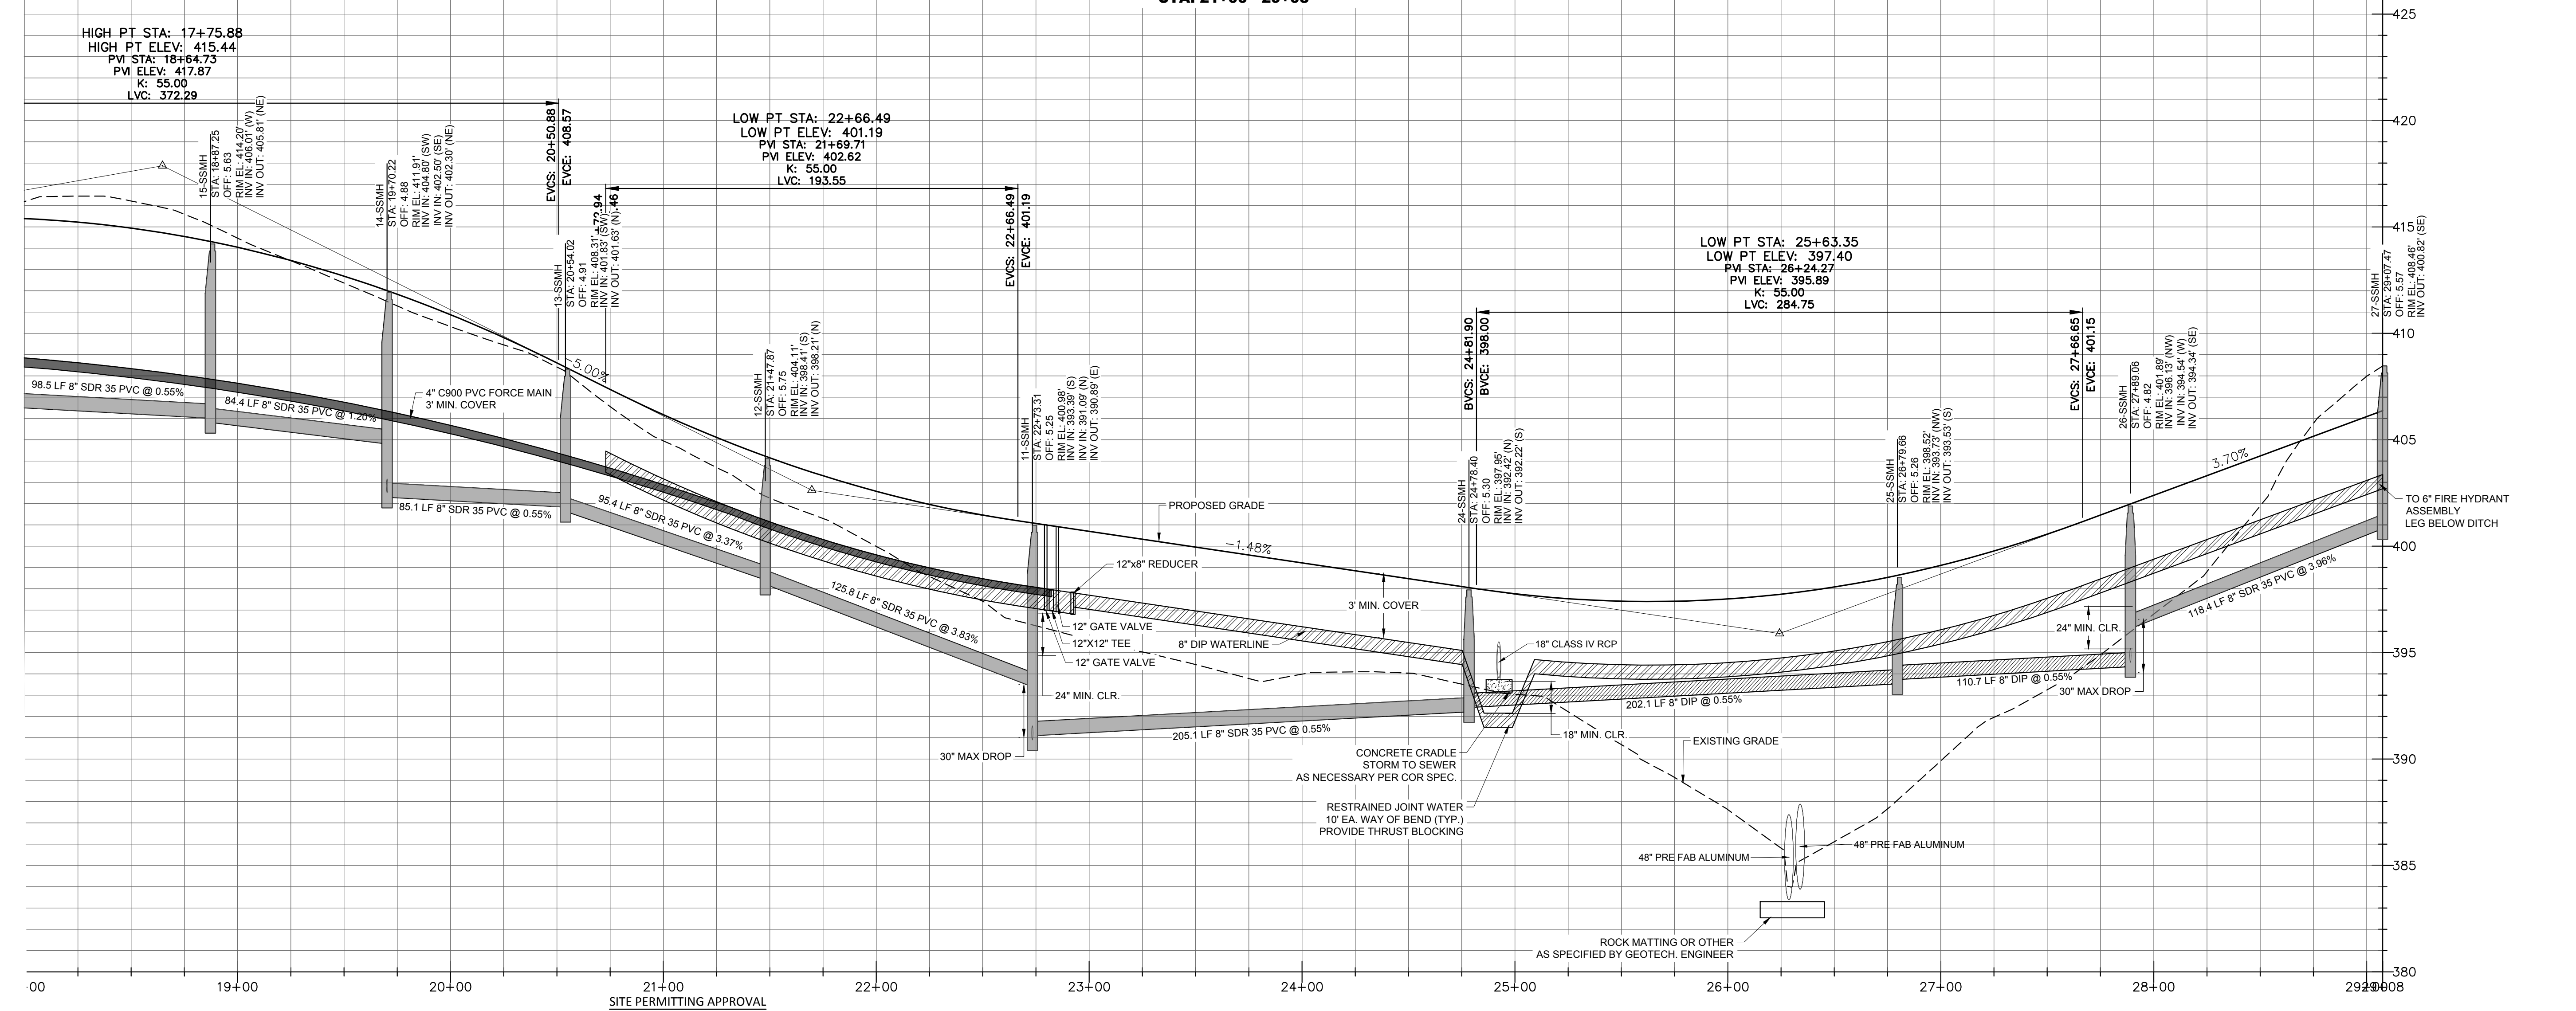 HIGH PT STA: 17+75.88
HIGH PT ELEV: 415.44
PVI STA: 18+64.73
PVI ELEV: 417.87
K: 55.00
LVC: 372.29
15-SSMH
STA: 18+87.25
OFF: 5.63
RIM EL: 414.20'
INV IN: 406.01' (W)
INV OUT: 405.81' (NE)
14-SSMH
STA: 19+70.22
OFF: 4.88
RIM EL: 411.91'
INV IN: 404.80' (SW)
INV IN: 402.50' (SE)
INV OUT: 402.30' (NE)
EVCS: 20+50.88
EVCE: 408.57
13-SSMH
STA: 20+54.02
OFF: 4.91
RIM EL: 408.31'
INV IN: 401.83' (SW)
INV OUT: 401.63' (N)
+72.94
.46
LOW PT STA: 22+66.49
LOW PT ELEV: 401.19
PVI STA: 21+69.71
PVI ELEV: 402.62
K: 55.00
LVC: 193.55
-5.00%
12-SSMH
STA: 21+47.87
OFF: 5.75
RIM EL: 404.11'
INV IN: 398.41' (S)
INV OUT: 398.21' (N)
EVCS: 22+66.49
EVCE: 401.19
11-SSMH
STA: 22+73.31
OFF: 5.25
RIM EL: 400.98'
INV IN: 393.39' (S)
INV IN: 391.09' (N)
INV OUT: 390.89' (E)
PROPOSED GRADE
-1.48%
BVCS: 24+81.90
BVCE: 398.00
24-SSMH
STA: 24+78.40
OFF: 5.30
RIM EL: 397.95'
INV IN: 392.42' (N)
INV OUT: 392.22' (S)
LOW PT STA: 25+63.35
LOW PT ELEV: 397.40
PVI STA: 26+24.27
PVI ELEV: 395.89
K: 55.00
LVC: 284.75
25-SSMH
STA: 26+79.66
OFF: 5.26
RIM EL: 398.52'
INV IN: 393.73' (NW)
INV OUT: 393.53' (S)
EVCS: 27+66.65
EVCE: 401.15
26-SSMH
STA: 27+89.06
OFF: 4.82
RIM EL: 401.89'
INV IN: 396.13' (NW)
INV IN: 394.54' (W)
INV OUT: 394.34' (SE)
3.70%
27-SSMH
STA: 29+07.47
OFF: 5.57
RIM EL: 408.46'
INV OUT: 400.82' (SE)
98.5 LF 8" SDR 35 PVC @ 0.55%
84.4 LF 8" SDR 35 PVC @ 1.20%
4" C900 PVC FORCE MAIN
3' MIN. COVER
85.1 LF 8" SDR 35 PVC @ 0.55%
95.4 LF 8" SDR 35 PVC @ 3.37%
125.8 LF 8" SDR 35 PVC @ 3.83%
12"x8" REDUCER
12" GATE VALVE
12"X12" TEE
12" GATE VALVE
24" MIN. CLR.
30" MAX DROP
8" DIP WATERLINE
3' MIN. COVER
205.1 LF 8" SDR 35 PVC @ 0.55%
18" CLASS IV RCP
CONCRETE CRADLE
STORM TO SEWER
AS NECESSARY PER COR SPEC.
RESTRAINED JOINT WATER
10' EA. WAY OF BEND (TYP.)
PROVIDE THRUST BLOCKING
18" MIN. CLR.
202.1 LF 8" DIP @ 0.55%
EXISTING GRADE
48" PRE FAB ALUMINUM
48" PRE FAB ALUMINUM
ROCK MATTING OR OTHER
AS SPECIFIED BY GEOTECH. ENGINEER
110.7 LF 8" DIP @ 0.55%
24" MIN. CLR.
30" MAX DROP
118.4 LF 8" SDR 35 PVC @ 3.96%
TO 6" FIRE HYDRANT
ASSEMBLY
LEG BELOW DITCH
425
420
415
410
405
400
395
390
385
380
19+00
20+00
21+00
22+00
23+00
24+00
25+00
26+00
27+00
28+00
SITE PERMITTING APPROVAL